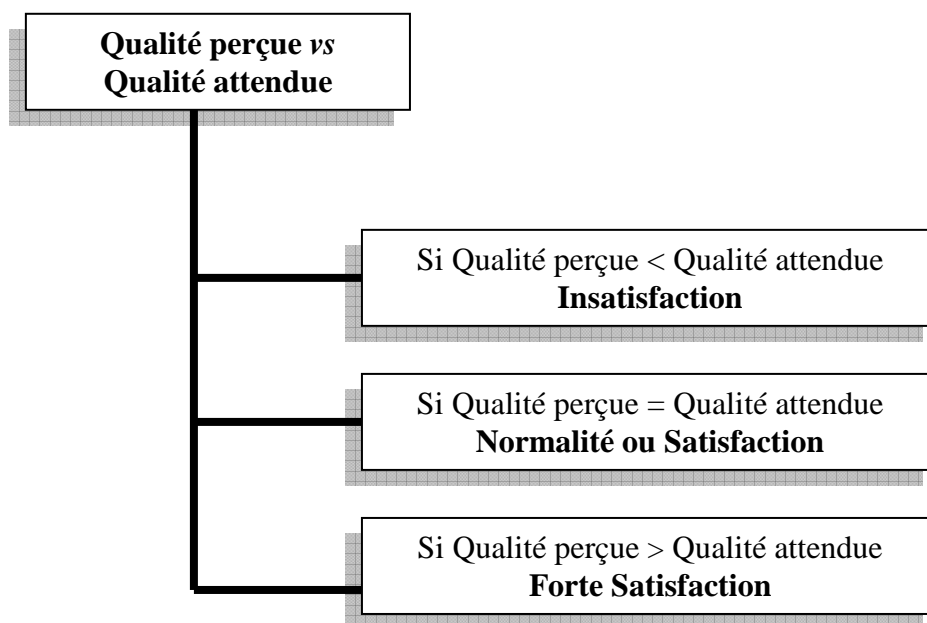 Qualité perçue vs
Qualité attendue
Si Qualité perçue < Qualité attendue
Insatisfaction
Si Qualité perçue = Qualité attendue
Normalité ou Satisfaction
Si Qualité perçue > Qualité attendue
Forte Satisfaction